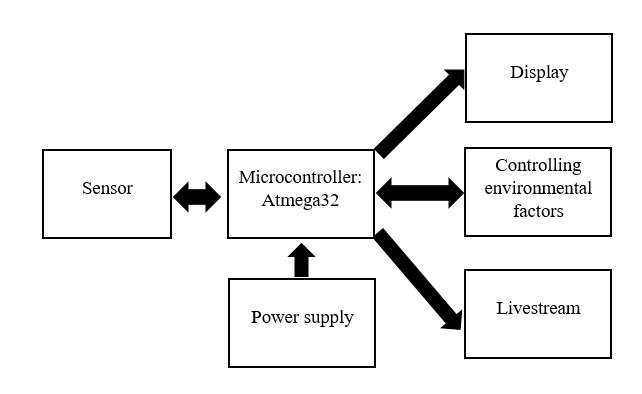 Display
Sensor
Microcontroller:
Atmega32
Controlling
environmental
factors
Power supply
Livestream